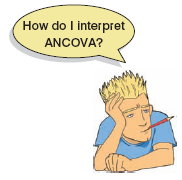 How do I interpret
ANCOVA?